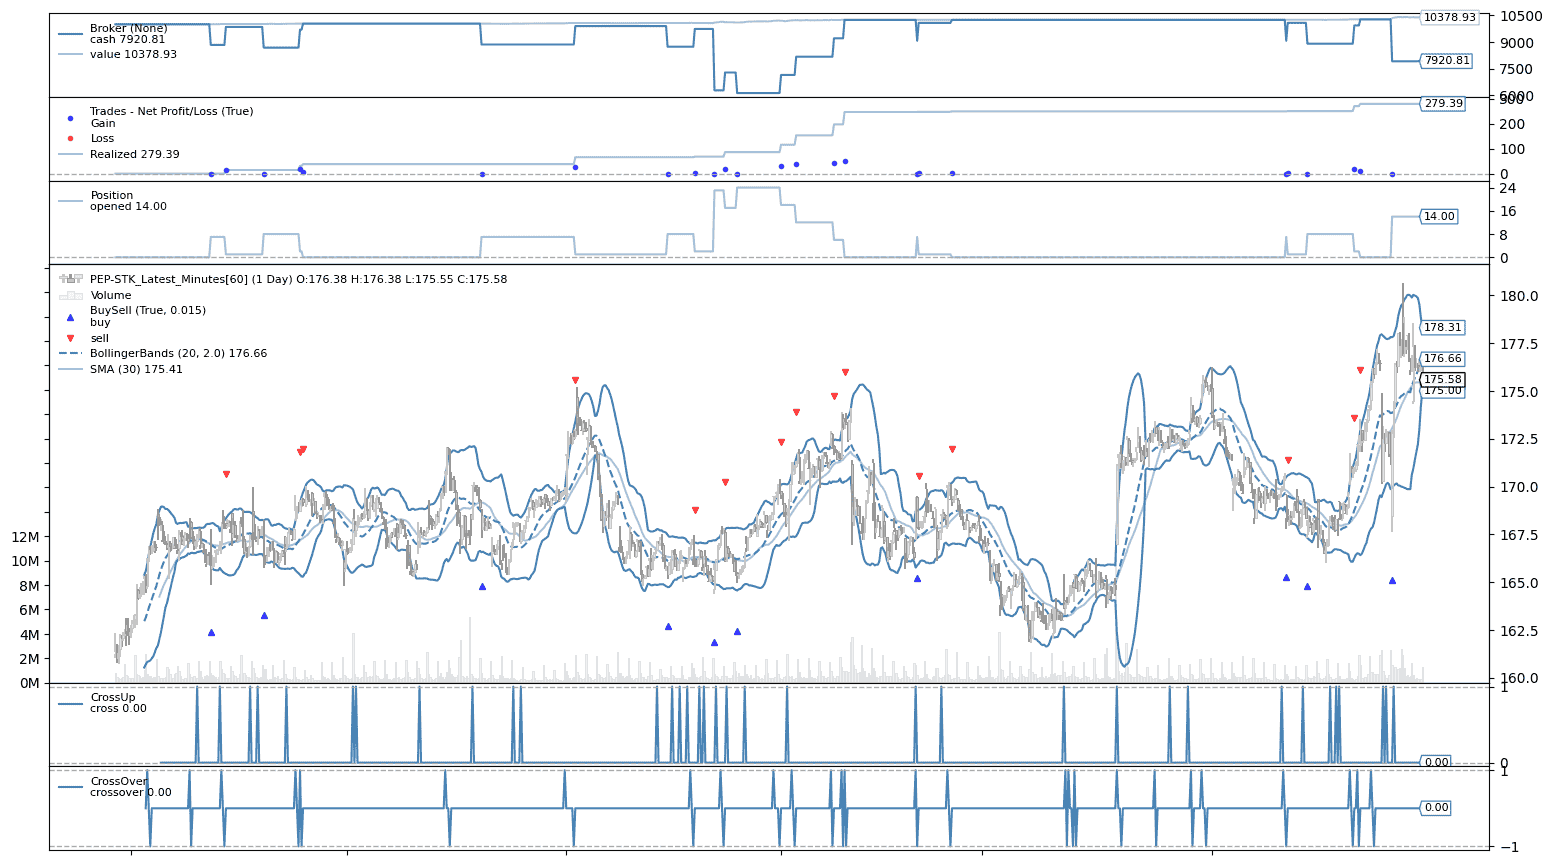 Broker (None)
cash 7920.81
value 10378.93
10378.93
7920.81
10500
9000
7500
6000
Trades - Net Profit/Loss (True)
Gain
Loss
Realized 279.39
279.39
300
200
100
0
Position
opened 14.00
14.00
24
16
8
0
PEP-STK_Latest_Minutes[60] (1 Day) O:176.38 H:176.38 L:175.55 C:175.58
Volume
BuySell (True, 0.015)
buy
sell
BollingerBands (20, 2.0) 176.66
SMA (30) 175.41
12M
10M
8M
6M
4M
2M
0M
178.31
176.66
175.58
175.00
180.0
177.5
175.0
172.5
170.0
167.5
165.0
162.5
160.0
CrossUp
cross 0.00
0.00
1
0
CrossOver
crossover 0.00
0.00
1
−1